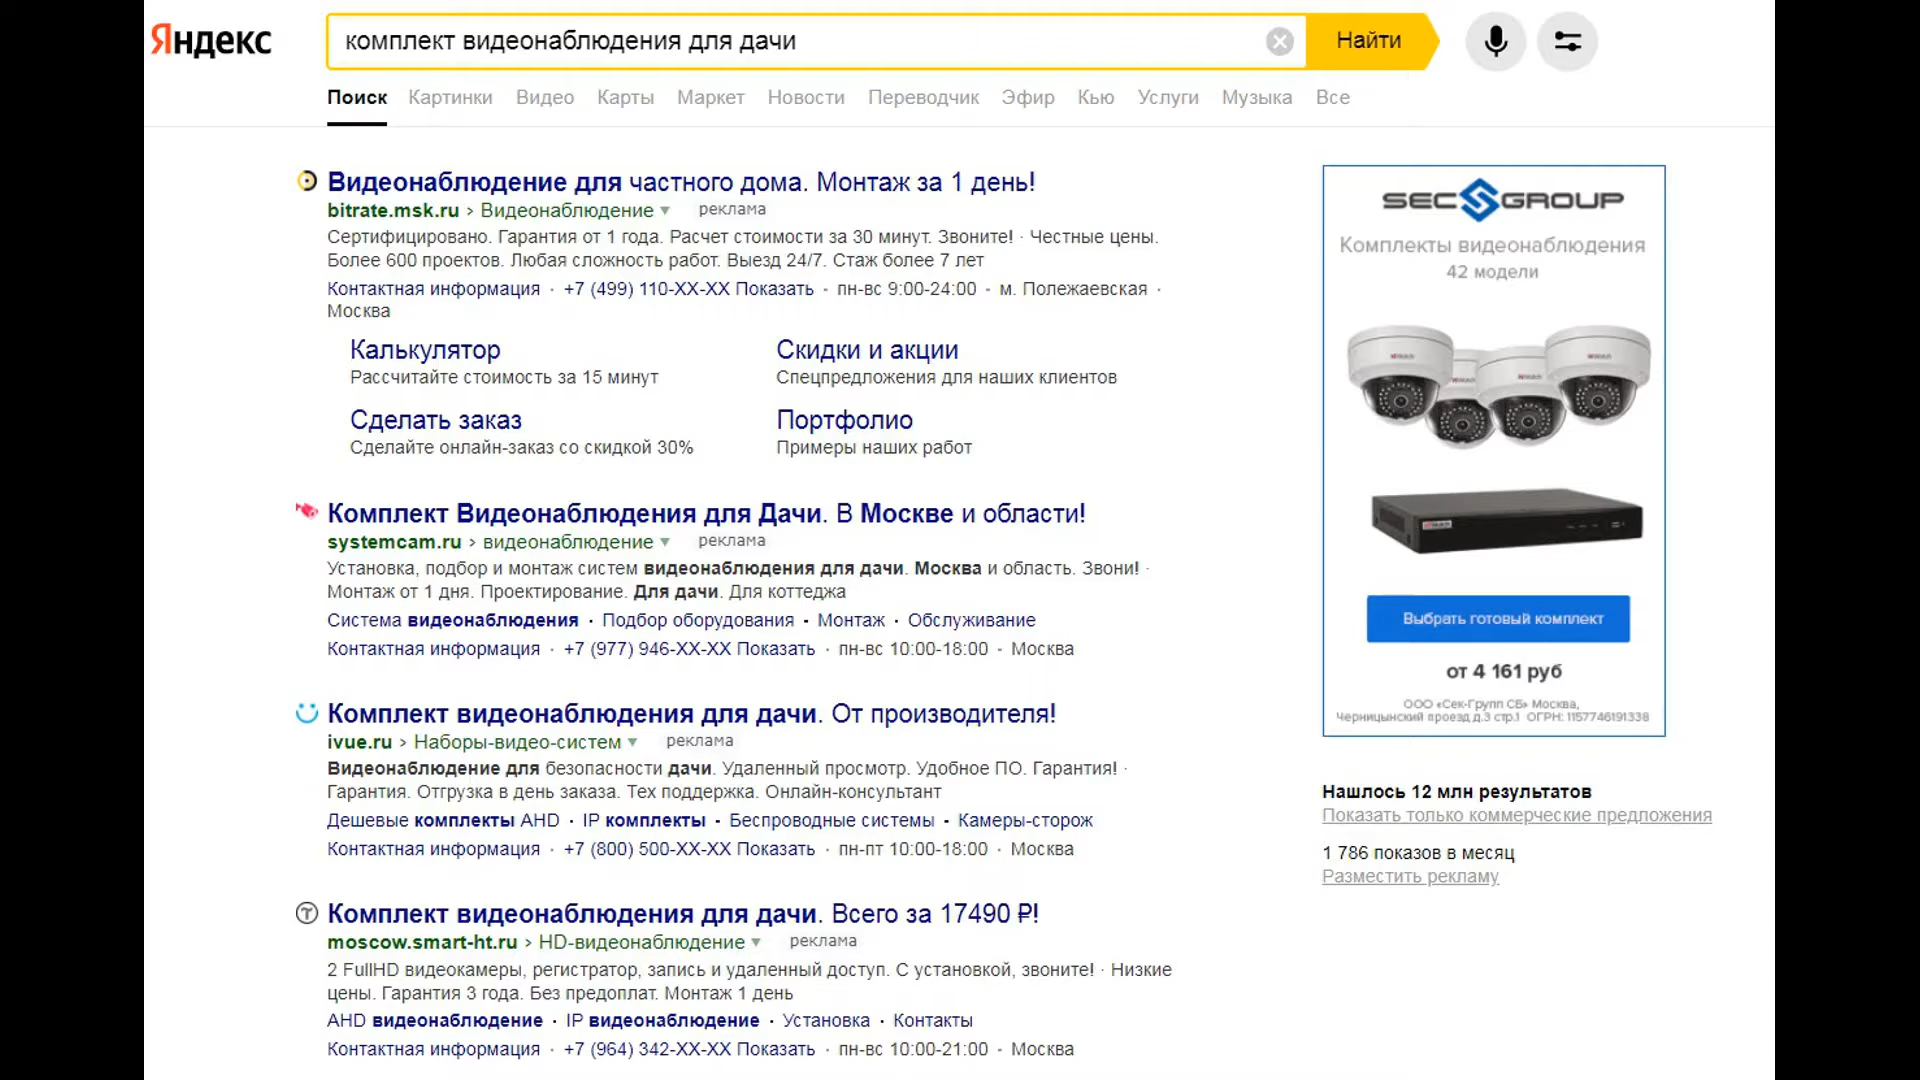 Яндекс
комплект видеонаблюдения для дачи
Найти
Поиск Картинки Видео Карты Маркет Новости Переводчик Эфир Кью Услуги Музыка Все
Видеонаблюдение для частного дома. Монтаж за 1 день!
bitrate.msk.ru › Видеонаблюдение ▾ реклама
Сертифицировано. Гарантия от 1 года. Расчет стоимости за 30 минут. Звоните! · Честные цены.
Более 600 проектов. Любая сложность работ. Выезд 24/7. Стаж более 7 лет
Контактная информация · +7 (499) 110-XX-XX Показать · пн-вс 9:00-24:00 · м. Полежаевская ·
Москва
Калькулятор
Рассчитайте стоимость за 15 минут
Скидки и акции
Спецпредложения для наших клиентов
Сделать заказ
Сделайте онлайн-заказ со скидкой 30%
Портфолио
Примеры наших работ
Комплект Видеонаблюдения для Дачи. В Москве и области!
systemcam.ru › видеонаблюдение ▾ реклама
Установка, подбор и монтаж систем видеонаблюдения для дачи. Москва и область. Звони! ·
Монтаж от 1 дня. Проектирование. Для дачи. Для коттеджа
Система видеонаблюдения · Подбор оборудования · Монтаж · Обслуживание
Контактная информация · +7 (977) 946-XX-XX Показать · пн-вс 10:00-18:00 · Москва
Комплект видеонаблюдения для дачи. От производителя!
ivue.ru › Наборы-видео-систем ▾ реклама
Видеонаблюдение для безопасности дачи. Удаленный просмотр. Удобное ПО. Гарантия! ·
Гарантия. Отгрузка в день заказа. Тех поддержка. Онлайн-консультант
Дешевые комплекты AHD · IP комплекты · Беспроводные системы · Камеры-сторож
Контактная информация · +7 (800) 500-XX-XX Показать · пн-пт 10:00-18:00 · Москва
Комплект видеонаблюдения для дачи. Всего за 17490 ₽!
moscow.smart-ht.ru › HD-видеонаблюдение ▾ реклама
2 FullHD видеокамеры, регистратор, запись и удаленный доступ. С установкой, звоните! · Низкие
цены. Гарантия 3 года. Без предоплат. Монтаж 1 день
AHD видеонаблюдение · IP видеонаблюдение · Установка · Контакты
Контактная информация · +7 (964) 342-XX-XX Показать · пн-вс 10:00-21:00 · Москва
SEC GROUP
Комплекты видеонаблюдения
42 модели
Выбрать готовый комплект
от 4 161 руб
ООО «Сек-Групп СБ» Москва,
Черницынский проезд д.3 стр.1 ОГРН: 1157746191338
Нашлось 12 млн результатов
Показать только коммерческие предложения
1 786 показов в месяц
Разместить рекламу